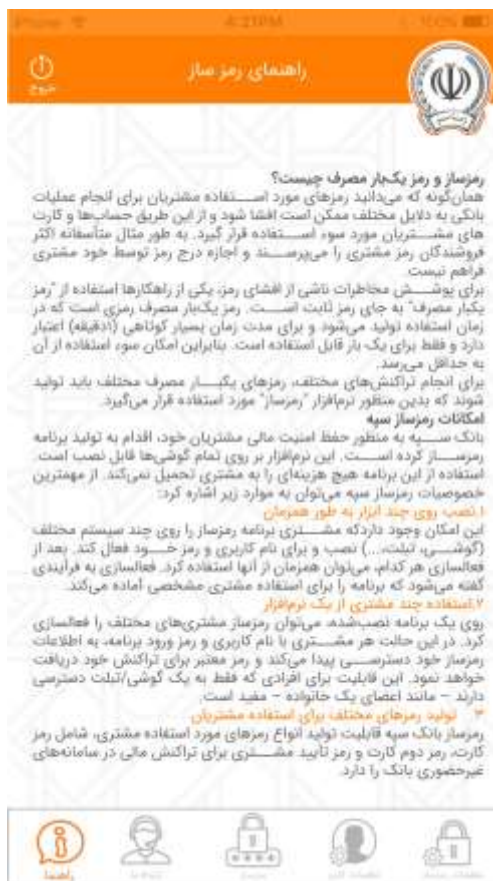 iPhone
4:21PM
100%
راهنمای رمز ساز
خروج
رمزساز و رمز یک‌بار مصرف چیست؟
همان‌گونه که می‌دانید رمزهای مورد استفاده مشتریان برای انجام عملیات
بانکی به دلایل مختلف ممکن است افشا شود و از این طریق حساب‌ها و کارت
های مشتریان مورد سوء استفاده قرار گیرد. به طور مثال متأسفانه اکثر
فروشندگان رمز مشتری را می‌پرسند و اجازه درج رمز توسط خود مشتری
فراهم نیست.
برای پوشش مخاطرات ناشی از افشای رمز، یکی از راهکارها استفاده از "رمز
یکبار مصرف" به جای رمز ثابت است. رمز یک‌بار مصرف رمزی است که در
زمان استفاده تولید می‌شود و برای مدت زمان بسیار کوتاهی (۱دقیقه) اعتبار
دارد و فقط برای یک بار قابل استفاده است. بنابراین امکان سوء استفاده از آن
به حداقل می‌رسد.
برای انجام تراکنش‌های مختلف، رمزهای یکبار مصرف مختلف باید تولید
شوند که بدین منظور نرم‌افزار "رمزساز" مورد استفاده قرار می‌گیرد.
امکانات رمزساز سپه
بانک سپه به منظور حفظ امنیت مالی مشتریان خود، اقدام به تولید برنامه
رمزساز کرده است. این نرم‌افزار بر روی تمام گوشی‌ها قابل نصب است.
استفاده از این برنامه هیچ هزینه‌ای را به مشتری تحمیل نمی‌کند. از مهمترین
خصوصیات رمزساز سپه می‌توان به موارد زیر اشاره کرد:
۱.نصب روی چند ابزار به طور همزمان
این امکان وجود داردکه مشتری برنامه رمزساز را روی چند سیستم مختلف
(گوشی، تبلت،...) نصب و برای نام کاربری و رمز خود فعال کند. بعد از
فعالسازی هر کدام، می‌توان همزمان از آنها استفاده کرد. فعالسازی به فرآیندی
گفته می‌شود که برنامه را برای استفاده مشتری مشخصی آماده می‌کند.
۲.استفاده چند مشتری از یک نرم‌افزار
روی یک برنامه نصب‌شده، می‌توان رمزساز مشتری‌های مختلف را فعالسازی
کرد. در این حالت هر مشتری با نام کاربری و رمز ورود برنامه، به اطلاعات
رمزساز خود دسترسی پیدا می‌کند و رمز معتبر برای تراکنش خود دریافت
خواهد نمود. این قابلیت برای افرادی که فقط به یک گوشی/تبلت دسترسی
دارند – مانند اعضای یک خانواده – مفید است.
۳ تولید رمزهای مختلف برای استفاده مشتریان
رمزساز بانک سپه قابلیت تولید انواع رمزهای مورد استفاده مشتری، شامل رمز
کارت، رمز دوم کارت و رمز تأیید مشتری برای تراکنش مالی در سامانه‌های
غیرحضوری بانک را دارد.
راهنما